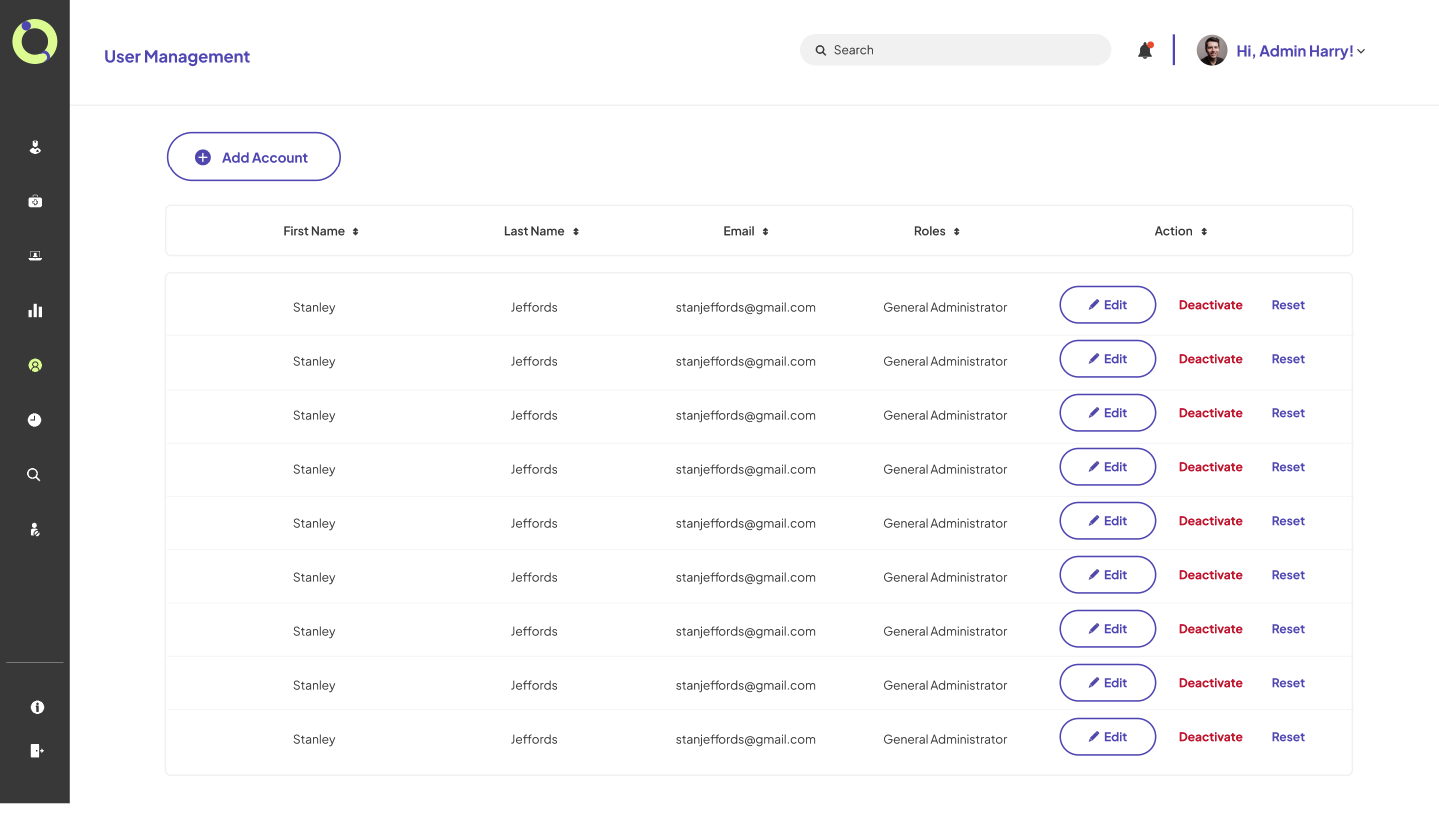 User Management
Search
Hi, Admin Harry!
Add Account
First Name Last Name Email Roles Action
Stanley Jeffords stanjeffords@gmail.com General Administrator Edit Deactivate Reset
Stanley Jeffords stanjeffords@gmail.com General Administrator Edit Deactivate Reset
Stanley Jeffords stanjeffords@gmail.com General Administrator Edit Deactivate Reset
Stanley Jeffords stanjeffords@gmail.com General Administrator Edit Deactivate Reset
Stanley Jeffords stanjeffords@gmail.com General Administrator Edit Deactivate Reset
Stanley Jeffords stanjeffords@gmail.com General Administrator Edit Deactivate Reset
Stanley Jeffords stanjeffords@gmail.com General Administrator Edit Deactivate Reset
Stanley Jeffords stanjeffords@gmail.com General Administrator Edit Deactivate Reset
Stanley Jeffords stanjeffords@gmail.com General Administrator Edit Deactivate Reset